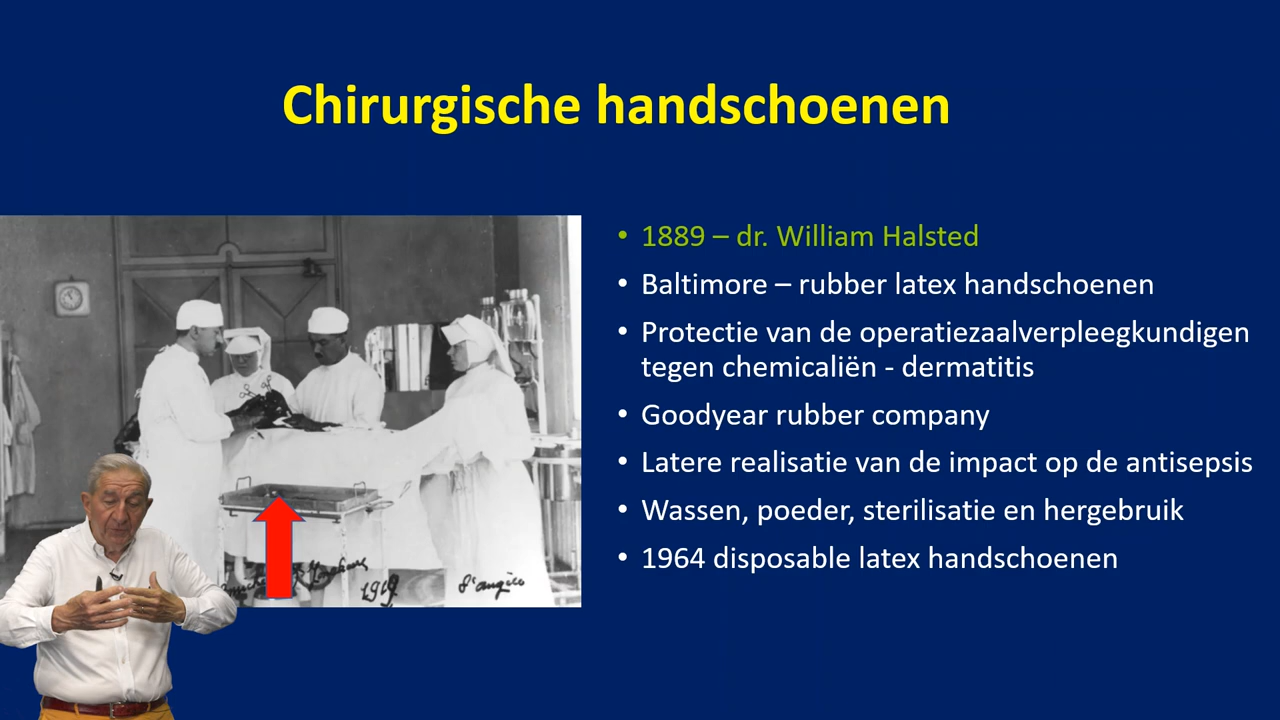 Chirurgische handschoenen
• 1889 – dr. William Halsted
• Baltimore – rubber latex handschoenen
• Protectie van de operatiezaalverpleegkundigen
tegen chemicaliën - dermatitis
• Goodyear rubber company
• Latere realisatie van de impact op de antisepsis
• Wassen, poeder, sterilisatie en hergebruik
• 1964 disposable latex handschoenen
1919